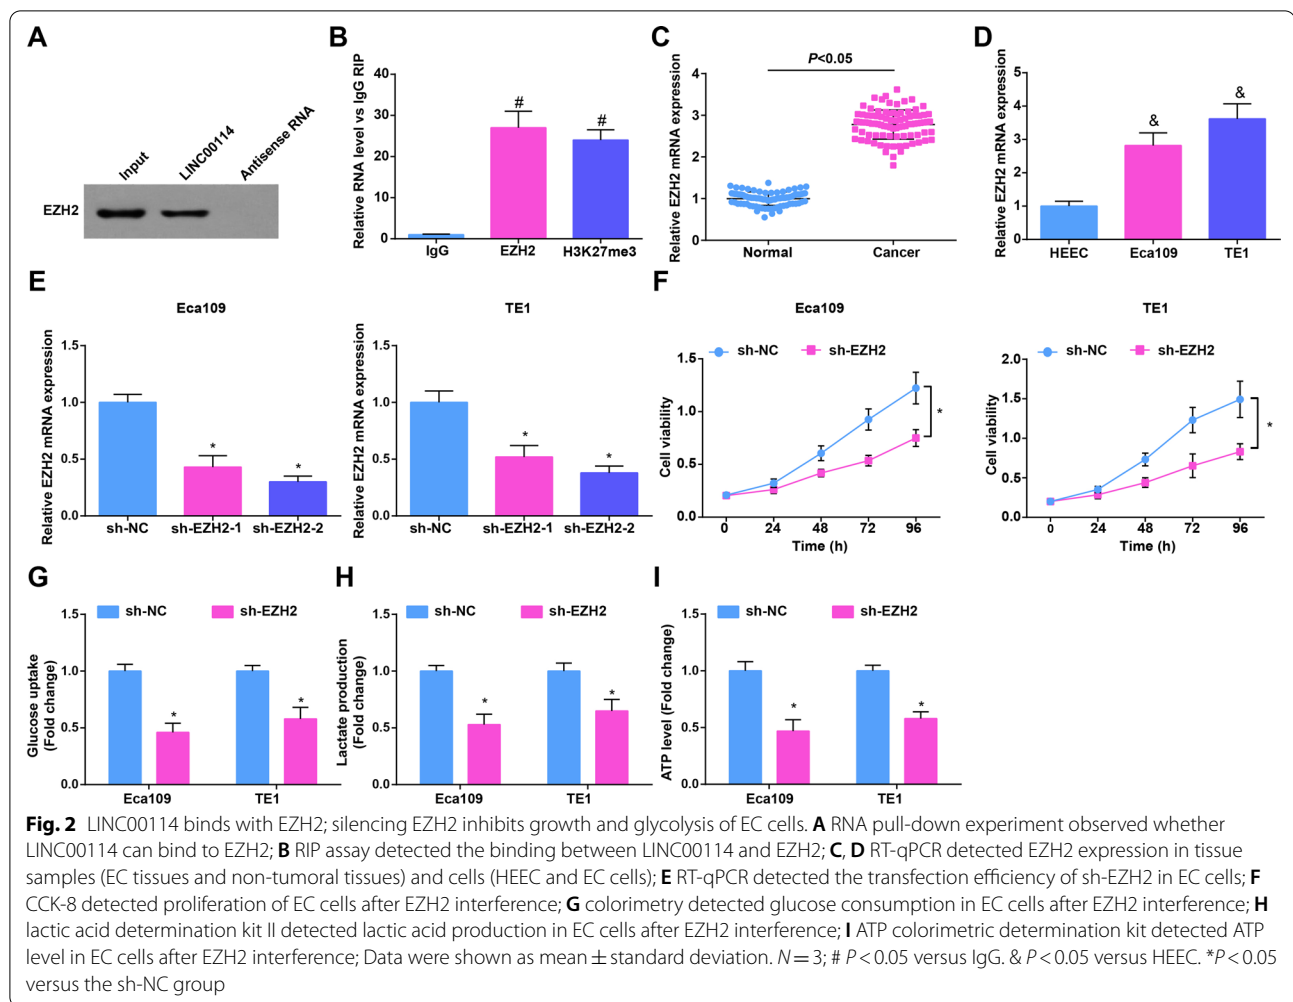 A
Input
LINC00114
Antisense RNA
EZH2
B
Relative RNA level vs IgG RIP
40
30
20
10
0
#
#
IgG
EZH2
H3K27me3
C
Relative EZH2 mRNA expression
P<0.05
4
3
2
1
0
Normal
Cancer
D
Relative EZH2 mRNA expression
5
4
3
2
1
0
&
&
HEEC
Eca109
TE1
E
Eca109
Relative EZH2 mRNA expression
1.5
1.0
0.5
0.0
*
*
sh-NC
sh-EZH2-1
sh-EZH2-2
TE1
Relative EZH2 mRNA expression
1.5
1.0
0.5
0.0
*
*
sh-NC
sh-EZH2-1
sh-EZH2-2
F
Eca109
sh-NC
sh-EZH2
Cell viability
1.5
1.0
0.5
0.0
*
0
24
48
72
96
Time (h)
TE1
sh-NC
sh-EZH2
Cell viability
2.0
1.5
1.0
0.5
0.0
*
0
24
48
72
96
Time (h)
G
sh-NC
sh-EZH2
Glucose uptake
(Fold change)
1.5
1.0
0.5
0.0
*
*
Eca109
TE1
H
sh-NC
sh-EZH2
Lactate production
(Fold change)
1.5
1.0
0.5
0.0
*
*
Eca109
TE1
I
sh-NC
sh-EZH2
ATP level (Fold change)
1.5
1.0
0.5
0.0
*
*
Eca109
TE1
Fig. 2 LINC00114 binds with EZH2; silencing EZH2 inhibits growth and glycolysis of EC cells. A RNA pull-down experiment observed whether
LINC00114 can bind to EZH2; B RIP assay detected the binding between LINC00114 and EZH2; C, D RT-qPCR detected EZH2 expression in tissue
samples (EC tissues and non-tumoral tissues) and cells (HEEC and EC cells); E RT-qPCR detected the transfection efficiency of sh-EZH2 in EC cells; F
CCK-8 detected proliferation of EC cells after EZH2 interference; G colorimetry detected glucose consumption in EC cells after EZH2 interference; H
lactic acid determination kit II detected lactic acid production in EC cells after EZH2 interference; I ATP colorimetric determination kit detected ATP
level in EC cells after EZH2 interference; Data were shown as mean ± standard deviation. N = 3; # P < 0.05 versus IgG. & P < 0.05 versus HEEC. *P < 0.05
versus the sh-NC group